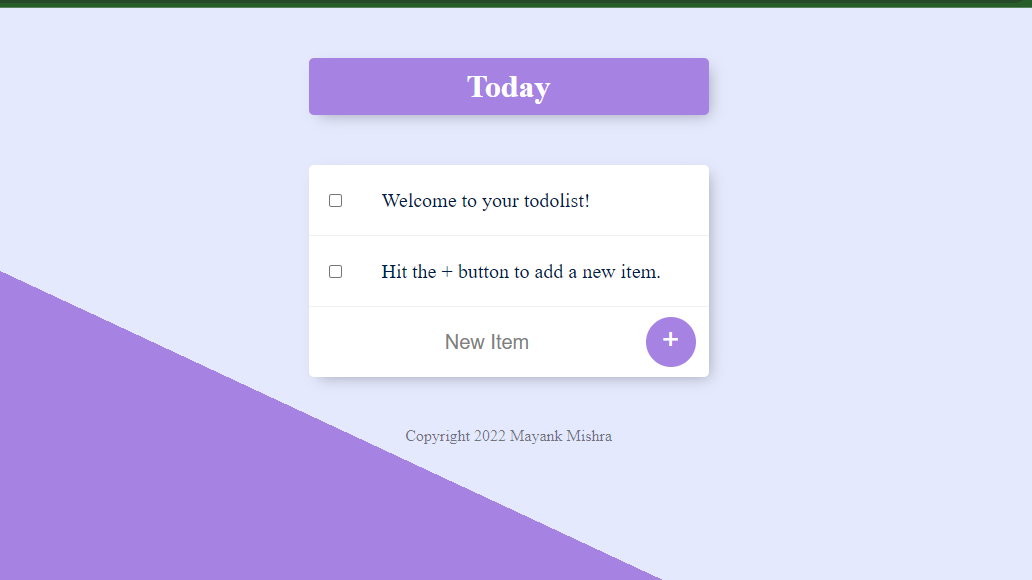 Today
Welcome to your todolist!
Hit the + button to add a new item.
New Item
+
Copyright 2022 Mayank Mishra